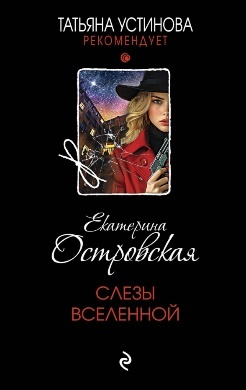 ТАТЬЯНА УСТИНОВА
РЕКОМЕНДУЕТ
Екатерина
Островская
СЛЕЗЫ
ВСЕЛЕННОЙ